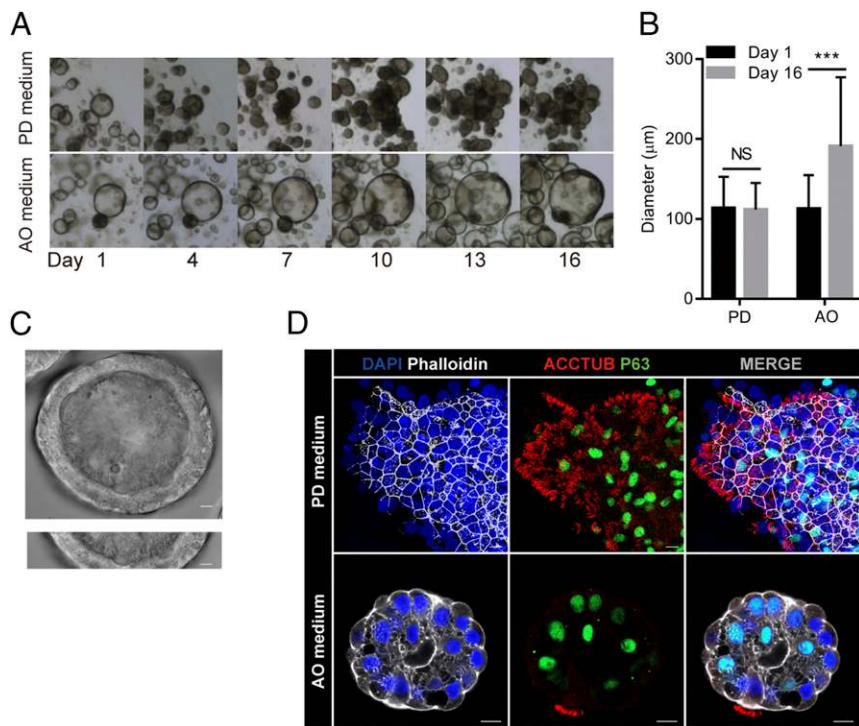 A
PD medium
AO medium
Day 1 4 7 10 13 16
B
Day 1
Day 16
***
NS
300
200
100
0
Diameter (μm)
PD AO
C
D
DAPI Phalloidin ACCTUB P63 MERGE
PD medium
AO medium